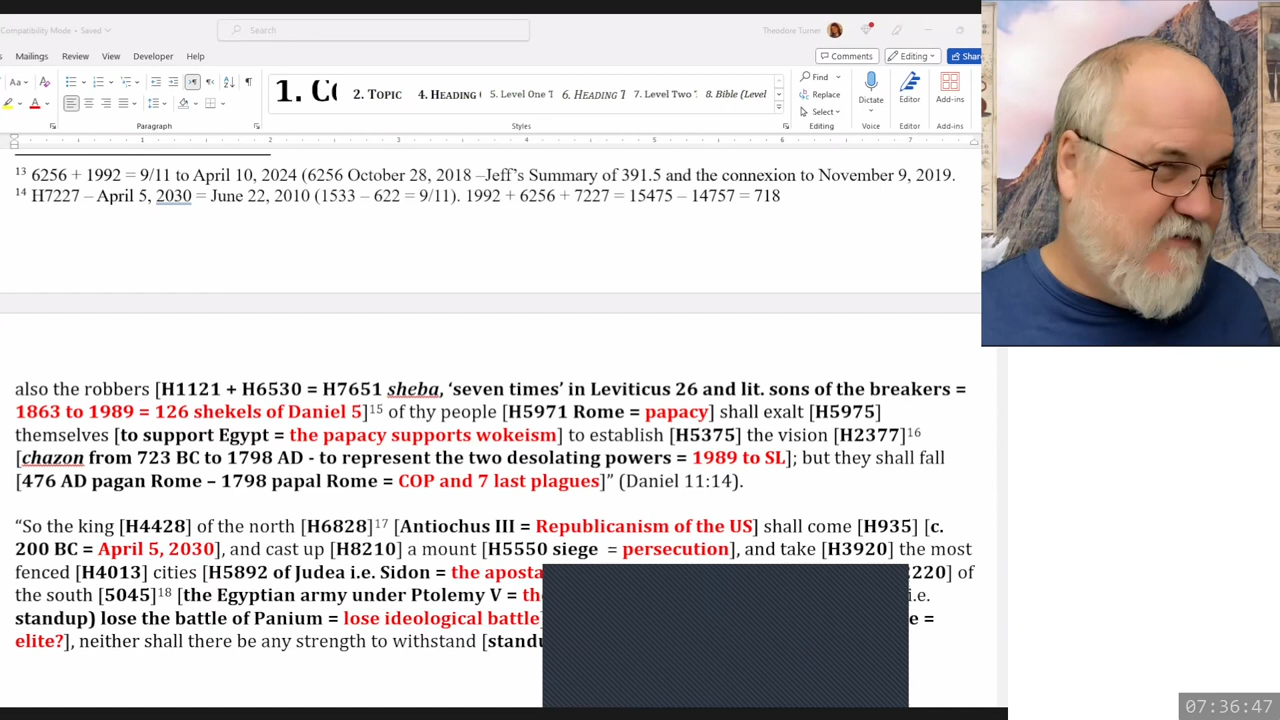 Compatibility Mode • Saved
Search
Theodore Turner
Mailings Review View Developer Help
Comments Editing Shar
Aa A
1. Co 2. TOPIC 4. HEADING 5. Level One 6. HEADING 7. Level Two 8. Bible (Level
Find
Replace
Select
Dictate Editor Add-ins
Paragraph Styles Editing Voice Editor Add-ins
1 2 3 4 5 6 7
13 6256 + 1992 = 9/11 to April 10, 2024 (6256 October 28, 2018 –Jeff's Summary of 391.5 and the connexion to November 9, 2019.
14 H7227 – April 5, 2030 = June 22, 2010 (1533 – 622 = 9/11). 1992 + 6256 + 7227 = 15475 – 14757 = 718
also the robbers [H1121 + H6530 = H7651 sheba, ‘seven times’ in Leviticus 26 and lit. sons of the breakers =
1863 to 1989 = 126 shekels of Daniel 5]15 of thy people [H5971 Rome = papacy] shall exalt [H5975]
themselves [to support Egypt = the papacy supports wokeism] to establish [H5375] the vision [H2377]16
[chazon from 723 BC to 1798 AD - to represent the two desolating powers = 1989 to SL]; but they shall fall
[476 AD pagan Rome – 1798 papal Rome = COP and 7 last plagues]” (Daniel 11:14).
“So the king [H4428] of the north [H6828]17 [Antiochus III = Republicanism of the US] shall come [H935] [c.
200 BC = April 5, 2030], and cast up [H8210] a mount [H5550 siege = persecution], and take [H3920] the most
fenced [H4013] cities [H5892 of Judea i.e. Sidon = the aposta 220] of
the south [5045]18 [the Egyptian army under Ptolemy V = th i.e.
standup) lose the battle of Panium = lose ideological battle e =
elite?], neither shall there be any strength to withstand [standu
07:36:47